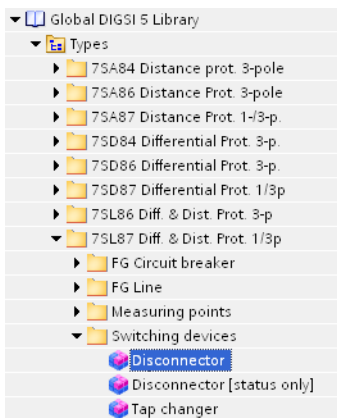 Global DIGSI 5 Library
Types
7SA84 Distance prot. 3-pole
7SA86 Distance Prot. 3-pole
7SA87 Distance Prot. 1-/3-p.
7SD84 Differential Prot. 3-p.
7SD86 Differential Prot. 3-p.
7SD87 Differential Prot. 1/3p
7SL86 Diff. & Dist. Prot. 3-p
7SL87 Diff. & Dist. Prot. 1/3p
FG Circuit breaker
FG Line
Measuring points
Switching devices
Disconnector
Disconnector [status only]
Tap changer